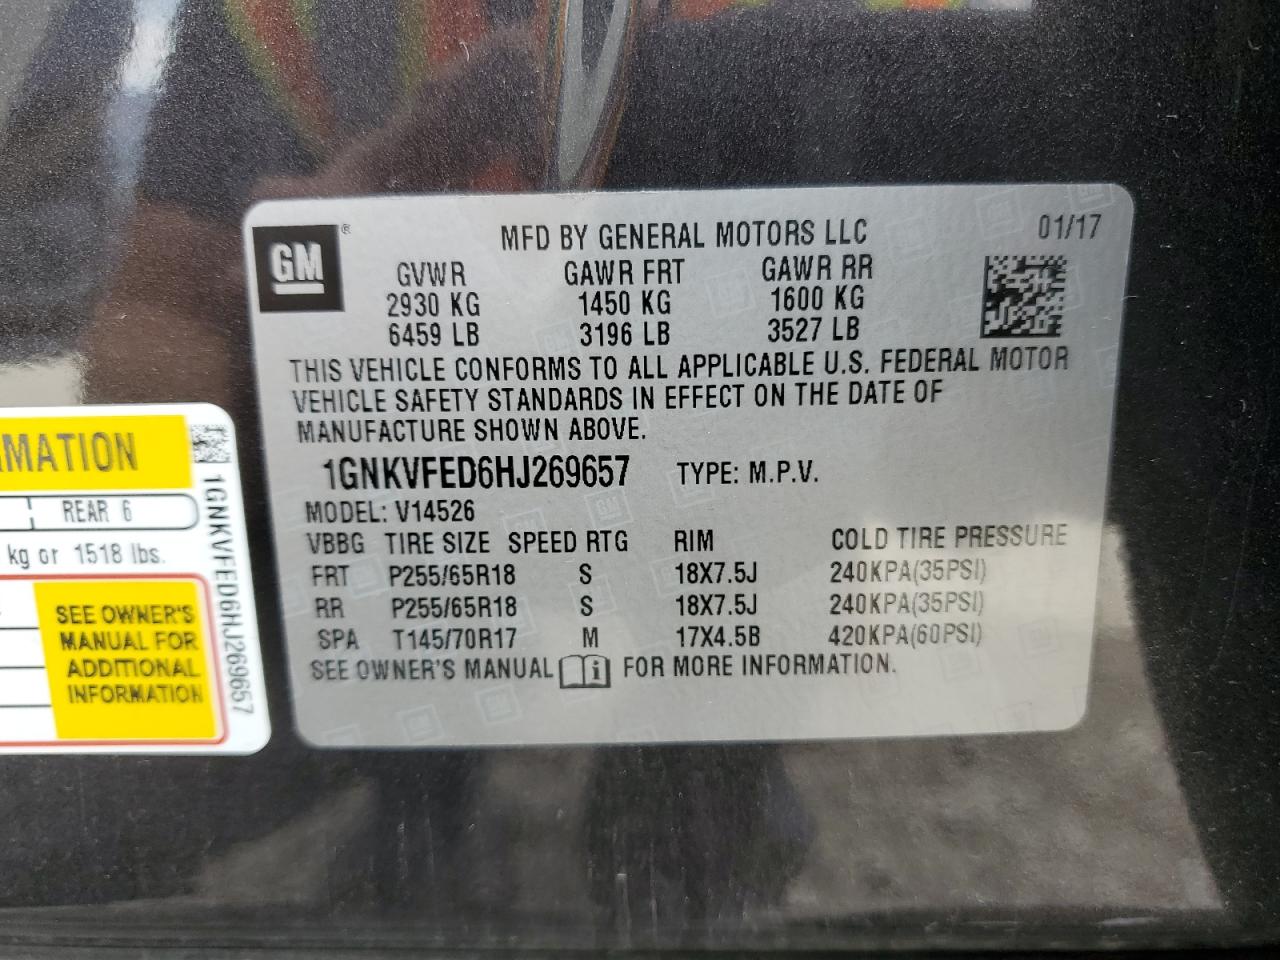 GM ®
MFD BY GENERAL MOTORS LLC 01/17
GVWR GAWR FRT GAWR RR
2930 KG 1450 KG 1600 KG
6459 LB 3196 LB 3527 LB
THIS VEHICLE CONFORMS TO ALL APPLICABLE U.S. FEDERAL MOTOR
VEHICLE SAFETY STANDARDS IN EFFECT ON THE DATE OF
MANUFACTURE SHOWN ABOVE.
1GNKVFED6HJ269657 TYPE: M.P.V.
MODEL: V14526
VBBG TIRE SIZE SPEED RTG RIM COLD TIRE PRESSURE
FRT P255/65R18 S 18X7.5J 240KPA(35PSI)
RR P255/65R18 S 18X7.5J 240KPA(35PSI)
SPA T145/70R17 M 17X4.5B 420KPA(60PSI)
SEE OWNER'S MANUAL i FOR MORE INFORMATION.
MATION
REAR 6
kg or 1518 lbs.
SEE OWNER'S
MANUAL FOR
ADDITIONAL
INFORMATION
1GNKVFED6HJ269657